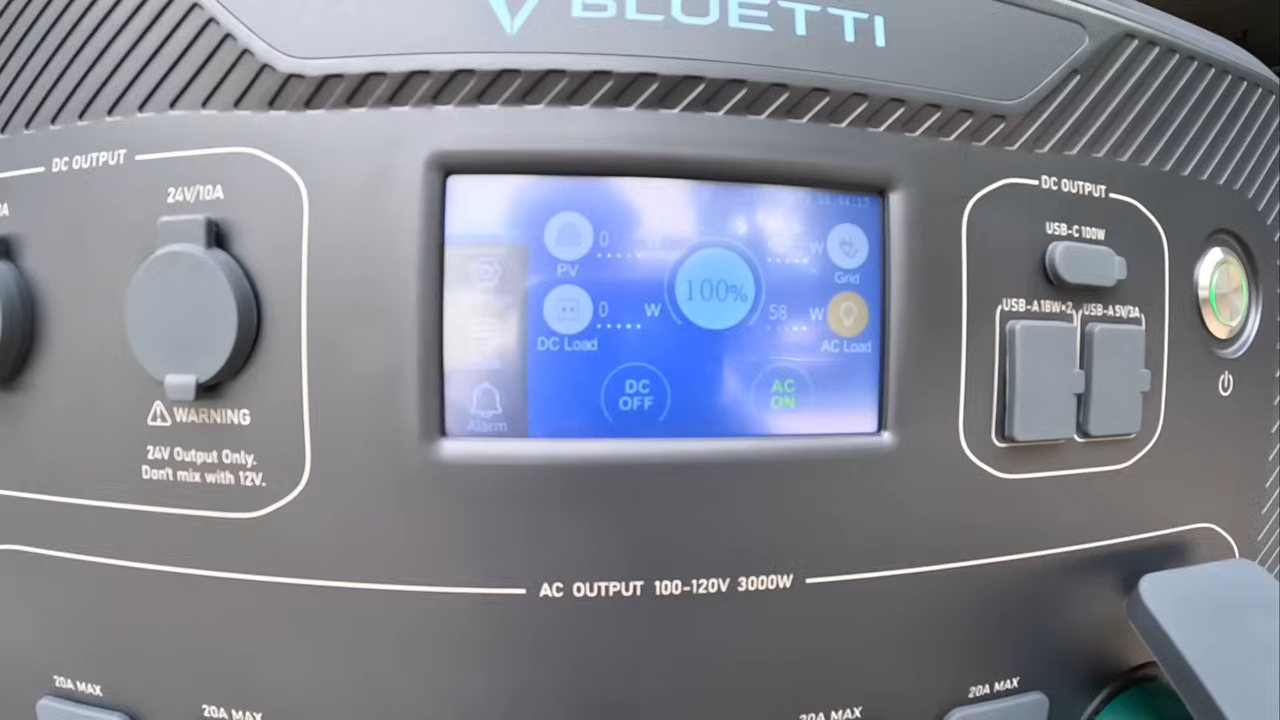 BLUETTI
DC OUTPUT
24V/10A
WARNING
24V Output Only.
Don't mix with 12V.
0 W
PV
0 W
DC Load
100%
W
Grid
58 W
AC Load
DC
OFF
AC
ON
Alarm
DC OUTPUT
USB-C 100W
USB-A 18W×2
USB-A 5V/3A
AC OUTPUT 100-120V 3000W
20A MAX
20A MAX
20A MAX
20A MAX